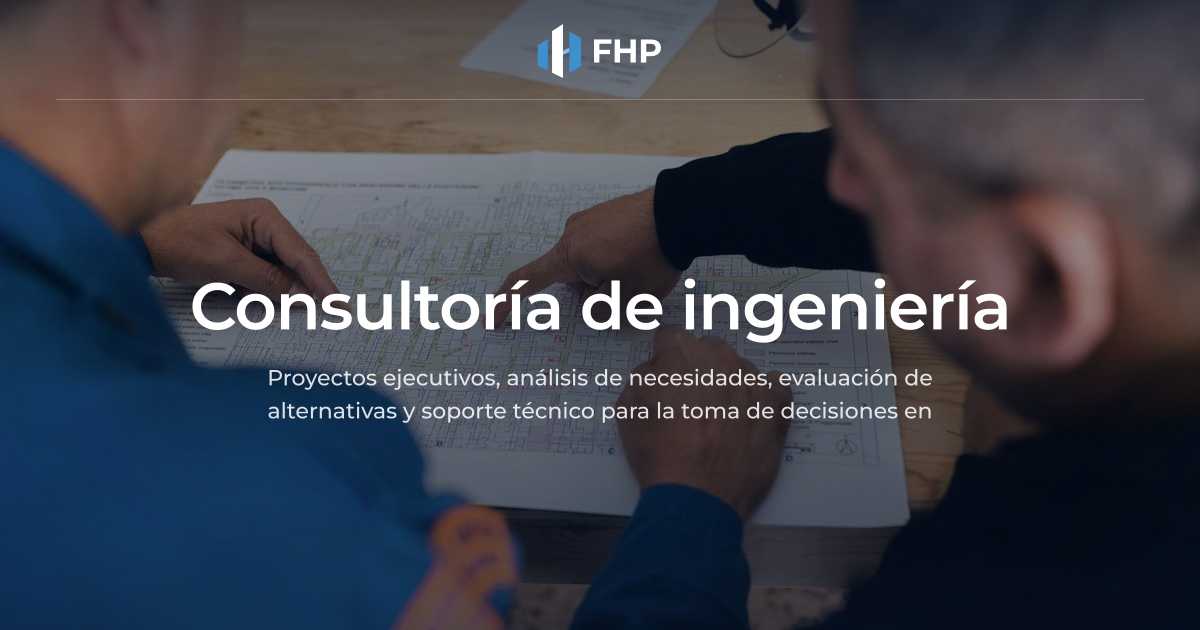 FHP
Consultoría de ingeniería
Proyectos ejecutivos, análisis de necesidades, evaluación de
alternativas y soporte técnico para la toma de decisiones en